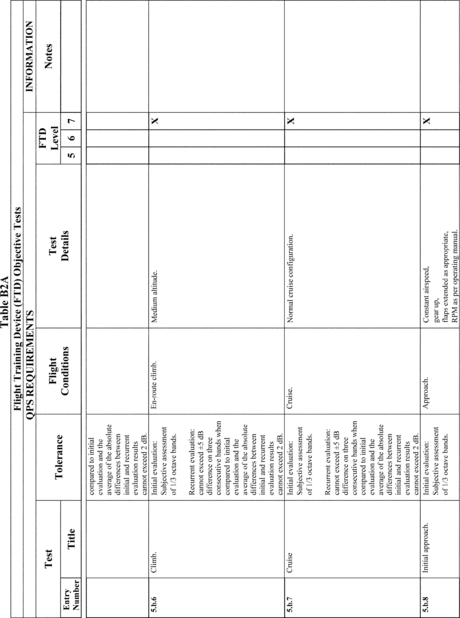 Table B2A
Flight Training Device (FTD) Objective Tests
QPS REQUIREMENTS
INFORMATION
Test
Tolerance
Flight
Conditions
Test
Details
FTD
Level
Notes
Entry
Number
Title
5
6
7
compared to initial
evaluation and the
average of the absolute
differences between
initial and recurrent
evaluation results
cannot exceed 2 dB.
5.b.6
Climb.
Initial evaluation:
Subjective assessment
of 1/3 octave bands.
Recurrent evaluation:
cannot exceed ±5 dB
difference on three
consecutive bands when
compared to initial
evaluation and the
average of the absolute
differences between
initial and recurrent
evaluation results
cannot exceed 2 dB.
En-route climb.
Medium altitude.
X
5.b.7
Cruise
Initial evaluation:
Subjective assessment
of 1/3 octave bands.
Recurrent evaluation:
cannot exceed ±5 dB
difference on three
consecutive bands when
compared to initial
evaluation and the
average of the absolute
differences between
initial and recurrent
evaluation results
cannot exceed 2 dB.
Cruise.
Normal cruise configuration.
X
5.b.8
Initial approach.
Initial evaluation:
Subjective assessment
of 1/3 octave bands.
Approach.
Constant airspeed,
gear up,
flaps extended as appropriate,
RPM as per operating manual.
X